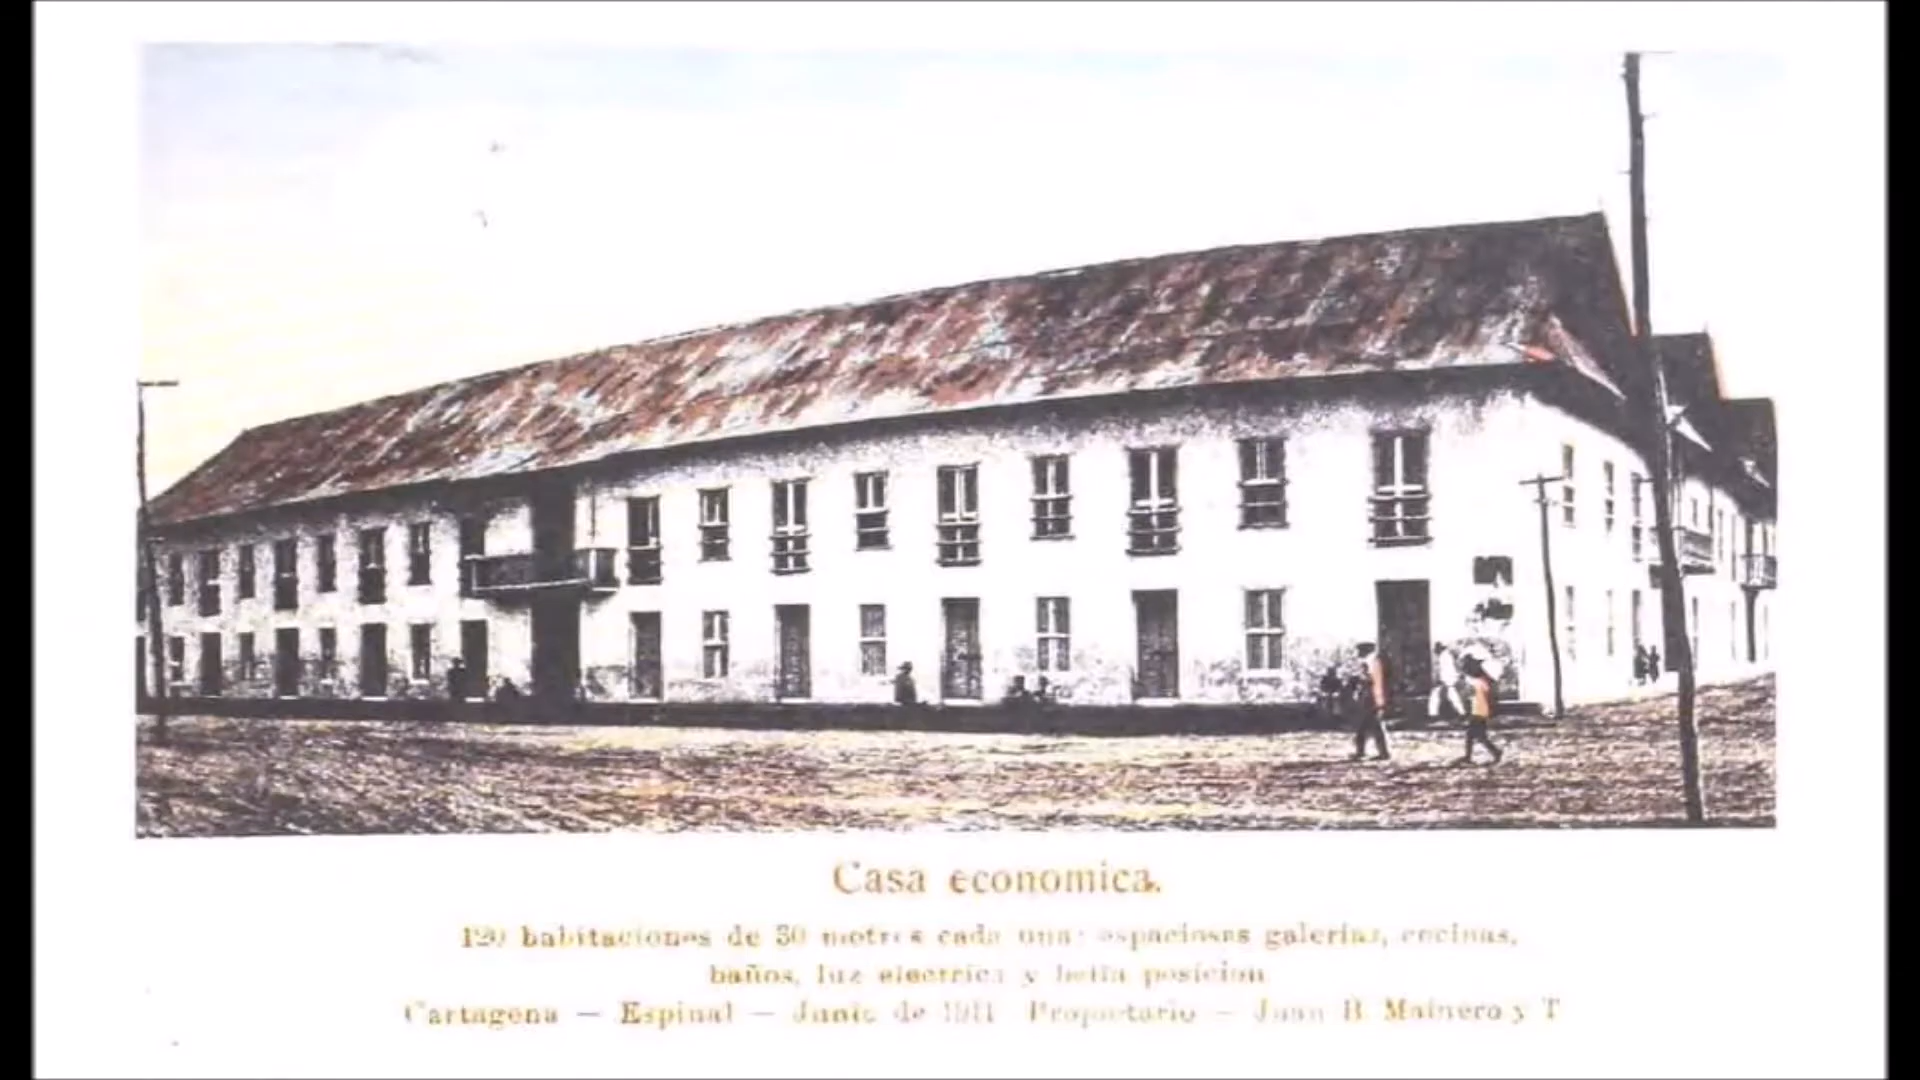 Casa economica.
120 habitaciones de 30 metros cada una: espaciosas galerias, cocinas,
baños, luz electrica y bella posicion
Cartagena — Espinal — Junio de 1911 Propietario — Juan B Mainero y T